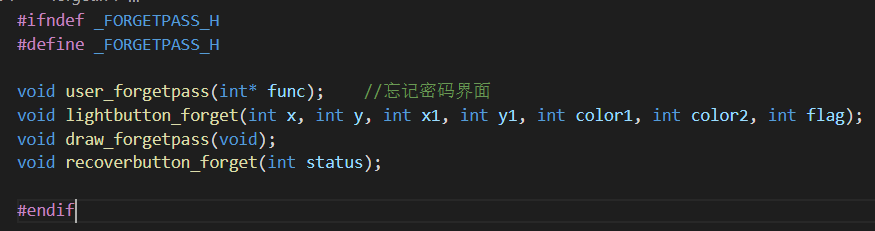 #ifndef _FORGETPASS_H
#define _FORGETPASS_H
void user_forgetpass(int* func);    //忘记密码界面
void lightbutton_forget(int x, int y, int x1, int y1, int color1, int color2, int flag);
void draw_forgetpass(void);
void recoverbutton_forget(int status);
#endif